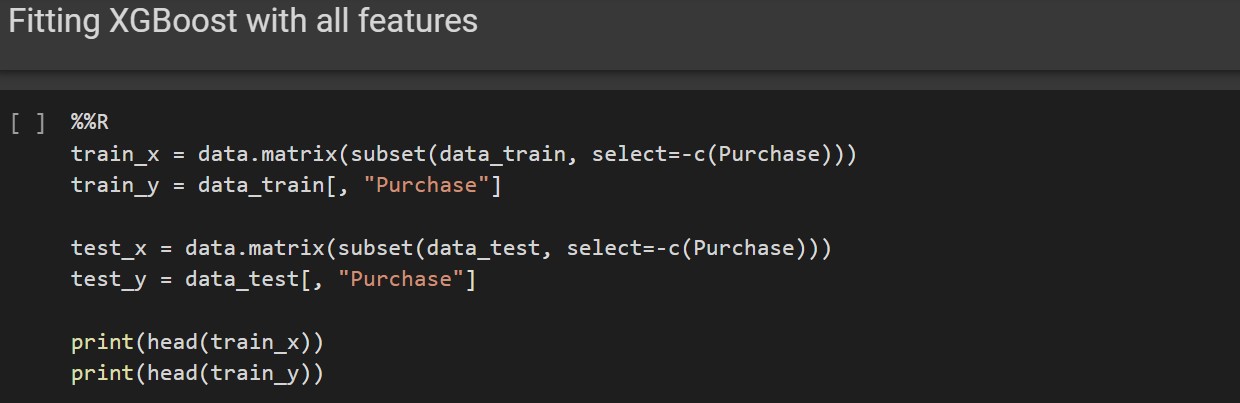 Fitting XGBoost with all features
[ ] %%R
train_x = data.matrix(subset(data_train, select=-c(Purchase)))
train_y = data_train[, "Purchase"]
test_x = data.matrix(subset(data_test, select=-c(Purchase)))
test_y = data_test[, "Purchase"]
print(head(train_x))
print(head(train_y))